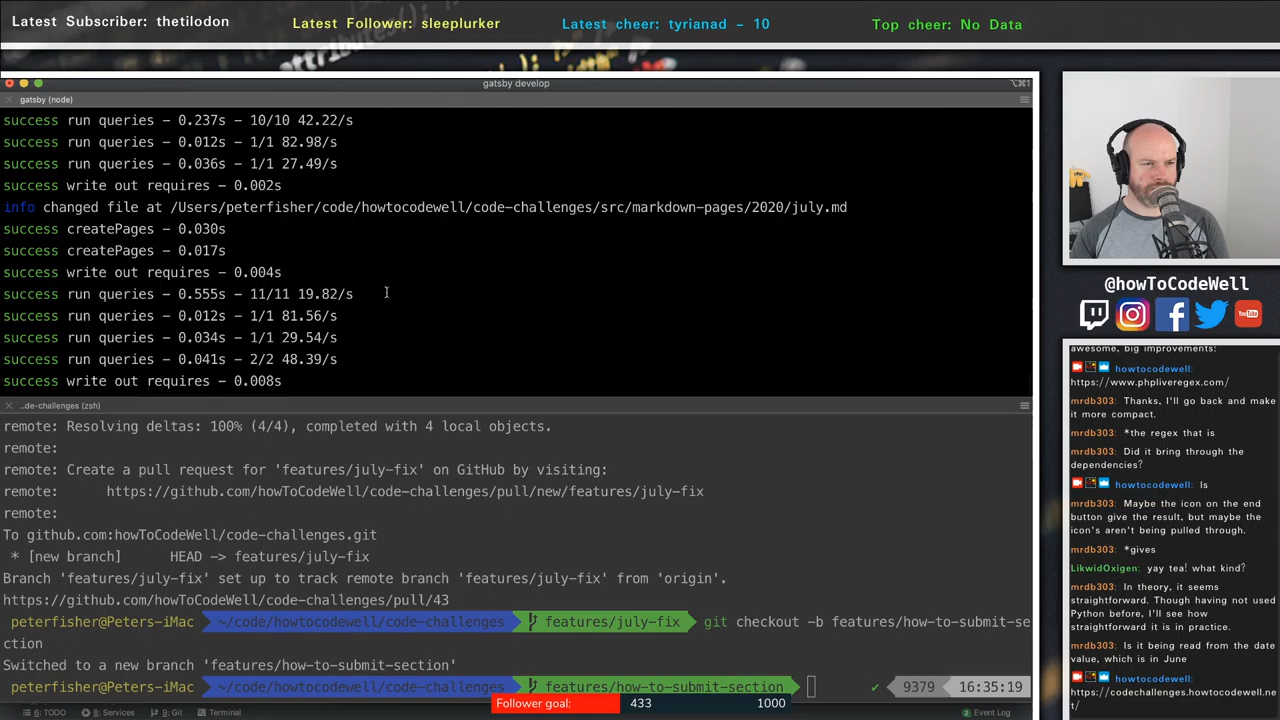 Latest Subscriber: thetilodon
Latest Follower: sleeplurker
Latest cheer: tyrianad - 10
Top cheer: No Data
gatsby develop
⌥⌘1
gatsby (node)
success run queries - 0.237s - 10/10 42.22/s
success run queries - 0.012s - 1/1 82.98/s
success run queries - 0.036s - 1/1 27.49/s
success write out requires - 0.002s
info changed file at /Users/peterfisher/code/howtocodewell/code-challenges/src/markdown-pages/2020/july.md
success createPages - 0.030s
success createPages - 0.017s
success write out requires - 0.004s
success run queries - 0.555s - 11/11 19.82/s
success run queries - 0.012s - 1/1 81.56/s
success run queries - 0.034s - 1/1 29.54/s
success run queries - 0.041s - 2/2 48.39/s
success write out requires - 0.008s
..de-challenges (zsh)
remote: Resolving deltas: 100% (4/4), completed with 4 local objects.
remote:
remote: Create a pull request for 'features/july-fix' on GitHub by visiting:
remote:      https://github.com/howToCodeWell/code-challenges/pull/new/features/july-fix
remote:
To github.com:howToCodeWell/code-challenges.git
 * [new branch]      HEAD -> features/july-fix
Branch 'features/july-fix' set up to track remote branch 'features/july-fix' from 'origin'.
https://github.com/howToCodeWell/code-challenges/pull/43
peterfisher@Peters-iMac ~/code/howtocodewell/code-challenges features/july-fix git checkout -b features/how-to-submit-se
ction
Switched to a new branch 'features/how-to-submit-section'
peterfisher@Peters-iMac ~/code/howtocodewell/code-challenges features/how-to-submit-section ✔ 9379 16:35:19
Follower goal: 433 1000
6: TODO 8: Services 9: Git Terminal 2 Event Log
@howToCodeWell
YouTube
awesome, big improvements!
howtocodewell:
https://www.phpliveregex.com/
mrdb303: Thanks, I'll go back and make
it more compact.
mrdb303: *the regex that is
mrdb303: Did it bring through the
dependencies?
howtocodewell: Is
mrdb303: Maybe the icon on the end
button give the result, but maybe the
icon's aren't being pulled through.
mrdb303: *gives
LikwidOxigen: yay tea! what kind?
mrdb303: In theory, it seems
straightforward. Though having not used
Python before, I'll see how
straightforward it is in practice.
mrdb303: Is it being read from the date
value, which is in June
howtocodewell:
https://codechallenges.howtocodewell.ne
t/